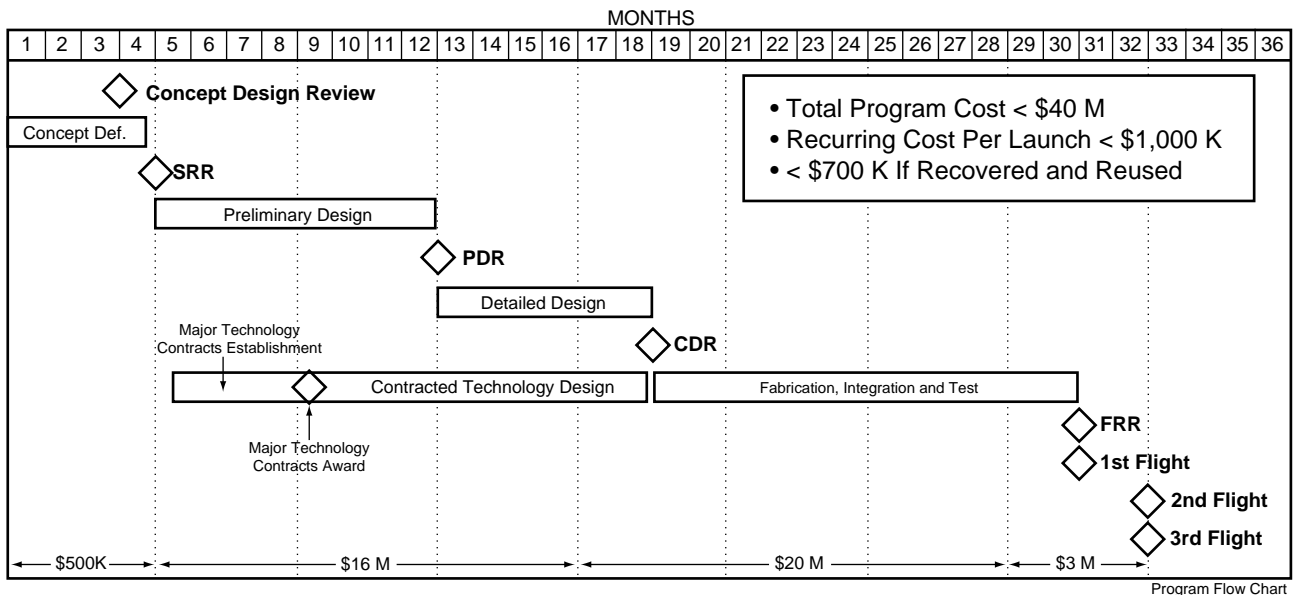 MONTHS
1 2 3 4 5 6 7 8 9 10 11 12 13 14 15 16 17 18 19 20 21 22 23 24 25 26 27 28 29 30 31 32 33 34 35 36
Concept Design Review
• Total Program Cost < $40 M
• Recurring Cost Per Launch < $1,000 K
• < $700 K If Recovered and Reused
Concept Def.
SRR
Preliminary Design
PDR
Detailed Design
Major Technology
Contracts Establishment
CDR
Contracted Technology Design
Fabrication, Integration and Test
Major Technology
Contracts Award
FRR
1st Flight
2nd Flight
3rd Flight
$500K
$16 M
$20 M
$3 M
Program Flow Chart